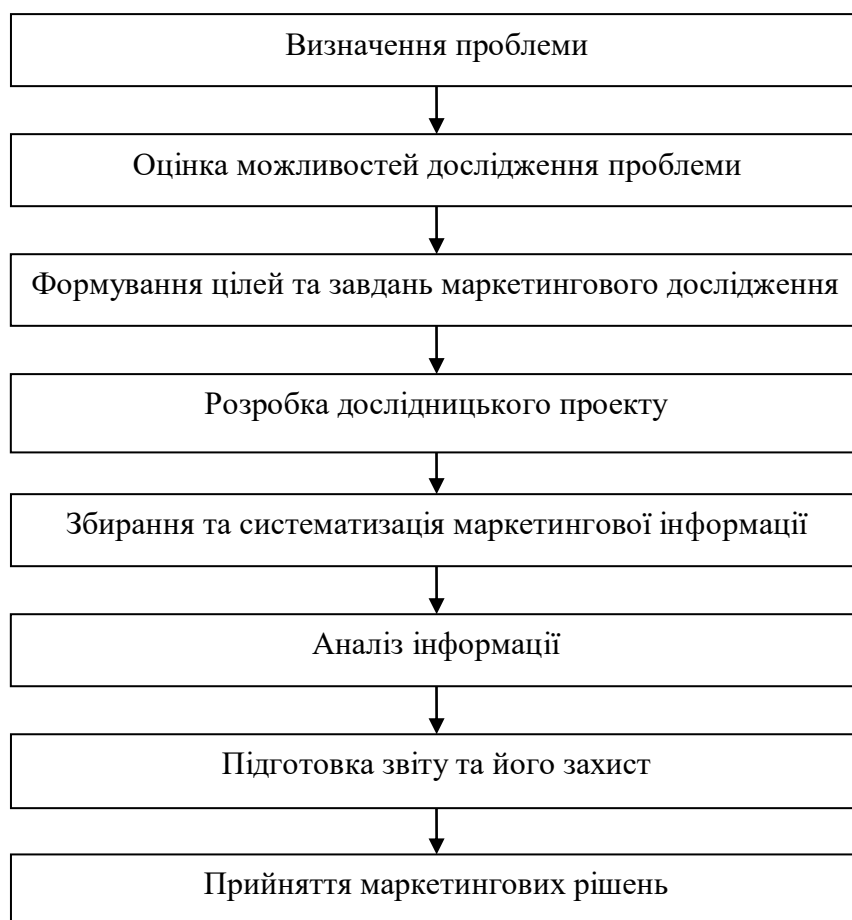 Визначення проблеми
Оцінка можливостей дослідження проблеми
Формування цілей та завдань маркетингового дослідження
Розробка дослідницького проекту
Збирання та систематизація маркетингової інформації
Аналіз інформації
Підготовка звіту та його захист
Прийняття маркетингових рішень